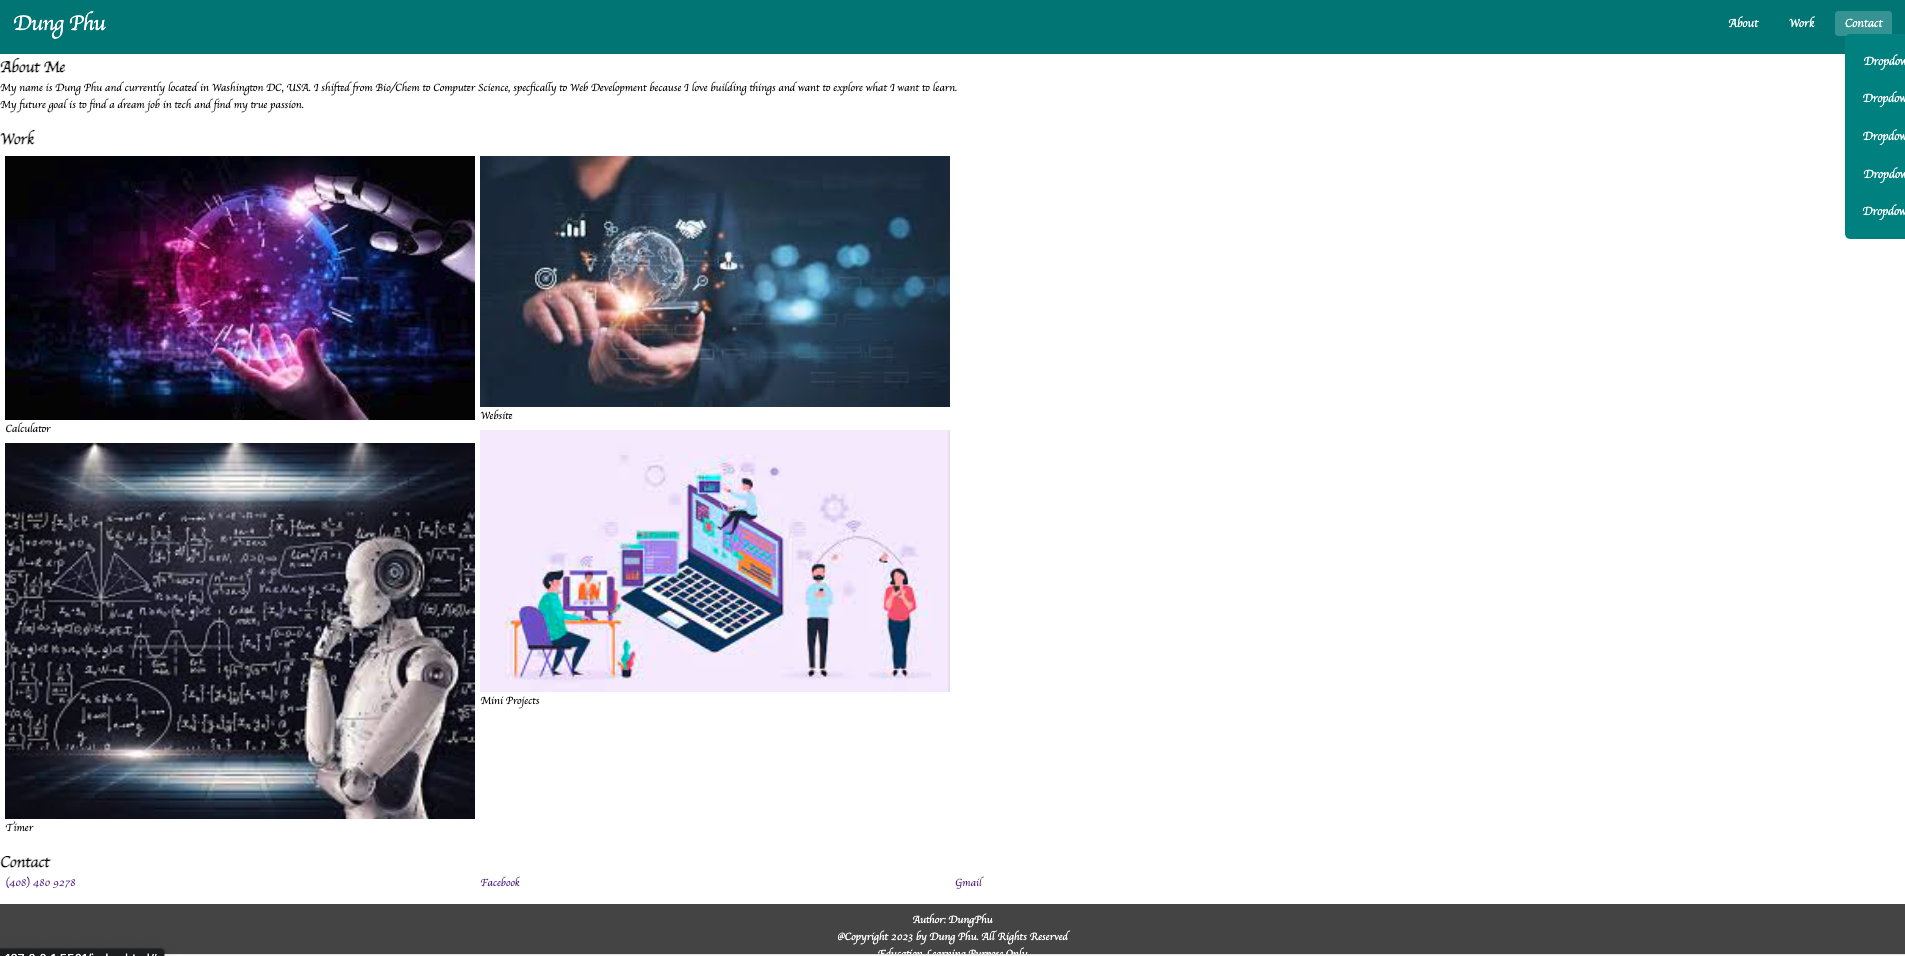 Dung Phu
About
Work
Contact
Dropdow
Dropdow
Dropdow
Dropdow
Dropdow
About Me
My name is Dung Phu and currently located in Washington DC, USA. I shifted from Bio/Chem to Computer Science, specfically to Web Development because I love building things and want to explore what I want to learn.
My future goal is to find a dream job in tech and find my true passion.
Work
Calculator
Website
Timer
Mini Projects
Contact
(408) 480 9278
Facebook
Gmail
Author: DungPhu
@Copyright 2023 by Dung Phu. All Rights Reserved
Education Learning Purpose Only